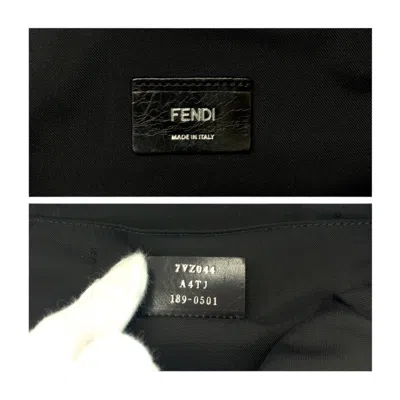 FENDI
MADE IN ITALY
7VZ044
A4TJ
189-0501